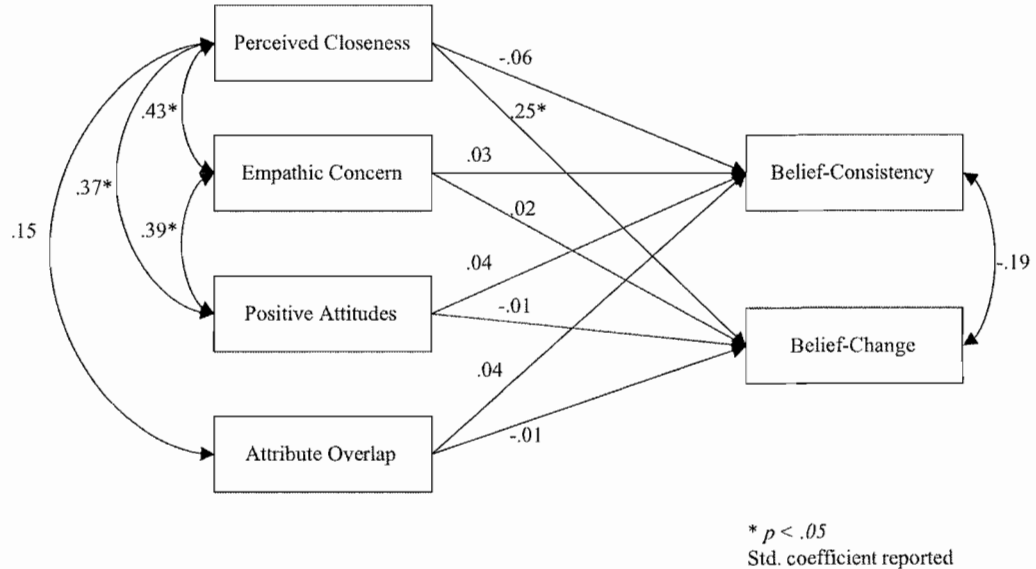 Perceived Closeness
-.06
.25*
.43*
Empathic Concern
.03
Belief-Consistency
.37*
.02
.39*
.15
.04
-.19
Positive Attitudes
-.01
Belief-Change
.04
Attribute Overlap
-.01
* p < .05
Std. coefficient reported